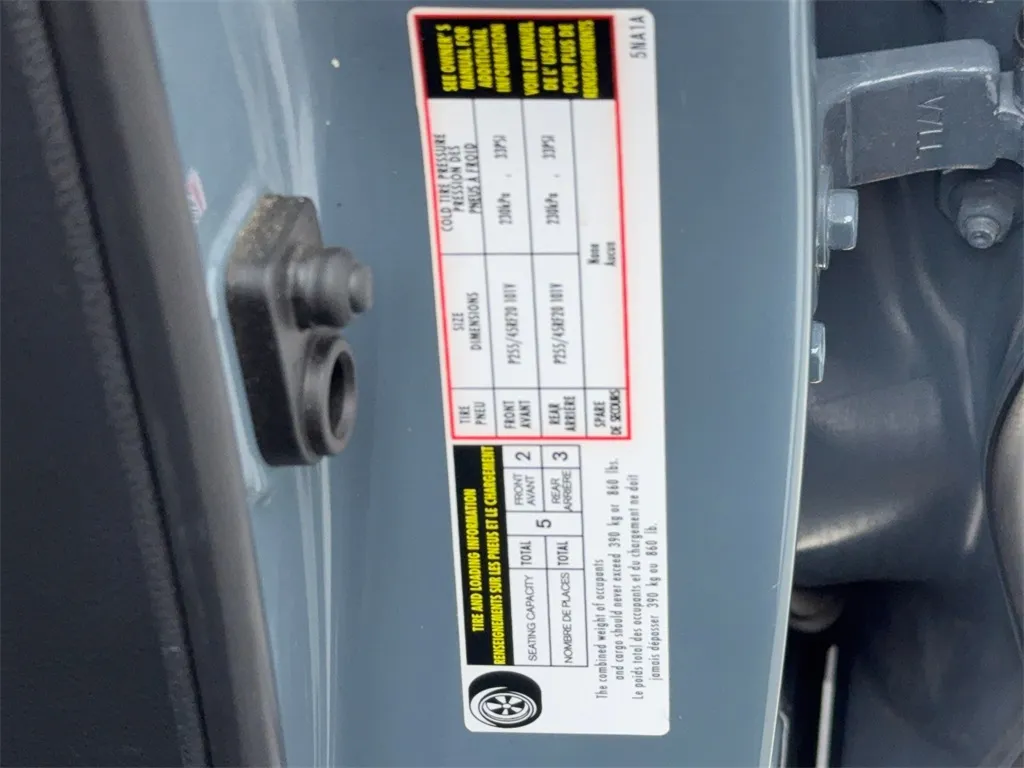 TIRE AND LOADING INFORMATION
RENSEIGNEMENTS SUR LES PNEUS ET LE CHARGEMENT
SEATING CAPACITY TOTAL 5 FRONT AVANT 2
NOMBRE DE PLACES TOTAL REAR ARRIÈRE 3
The combined weight of occupants
and cargo should never exceed 390 kg or 860 lbs.
Le poids total des occupants et du chargement ne doit
jamais dépasser 390 kg ou 860 lb.
TIRE PNEU SIZE DIMENSIONS COLD TIRE PRESSURE PRESSION DES PNEUS À FROID
FRONT AVANT P255/45RF20 101V 230kPa , 33PSI
REAR ARRIÈRE P255/45RF20 101V 230kPa , 33PSI
SPARE DE SECOURS None Aucun
SEE OWNER'S
MANUAL FOR
ADDITIONAL
INFORMATION
VOIR LE MANUEL
DE L'USAGER
POUR PLUS DE
RENSEIGNEMENTS
5NA1A